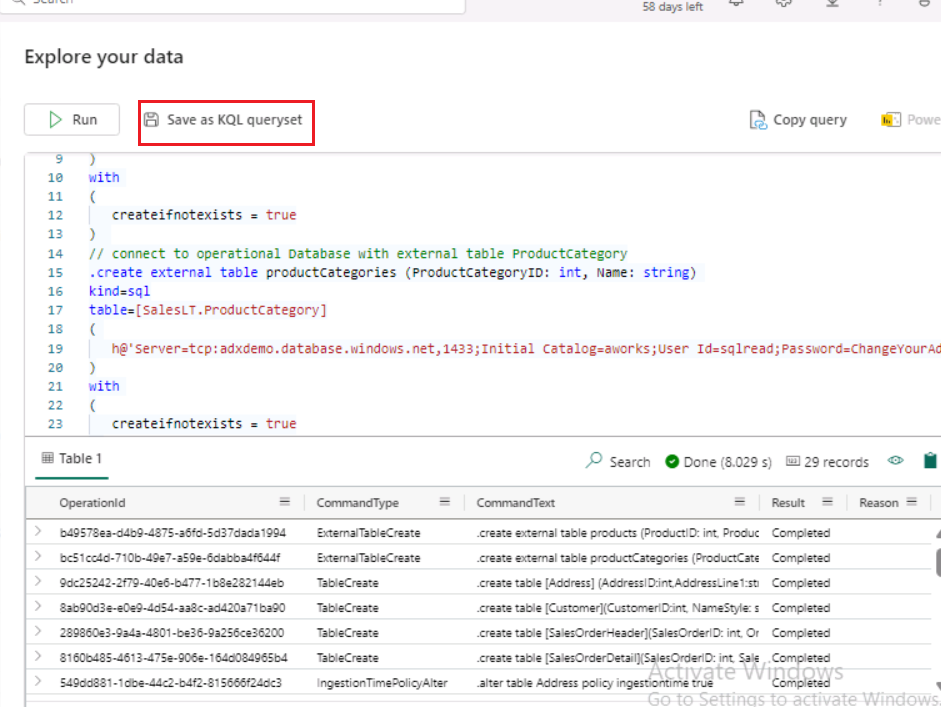 Search
58 days left
?
Explore your data
Run
Save as KQL queryset
Copy query
Powe
9 )
10 with
11 (
12 createifnotexists = true
13 )
14 // connect to operational Database with external table ProductCategory
15 .create external table productCategories (ProductCategoryID: int, Name: string)
16 kind=sql
17 table=[SalesLT.ProductCategory]
18 (
19 h@'Server=tcp:adxdemo.database.windows.net,1433;Initial Catalog=aworks;User Id=sqlread;Password=ChangeYourAd
20 )
21 with
22 (
23 createifnotexists = true
Table 1
Search
Done (8.029 s)
29 records
OperationId CommandType CommandText Result Reason
b49578ea-d4b9-4875-a6fd-5d37dada1994 ExternalTableCreate .create external table products (ProductID: int, Produc Completed
bc51cc4d-710b-49e7-a59e-6dabba4f644f ExternalTableCreate .create external table productCategories (ProductCate Completed
9dc25242-2f79-40e6-b477-1b8e282144eb TableCreate .create table [Address] (AddressID:int,AddressLine1:str Completed
8ab90d3e-e0e9-4d54-aa8c-ad420a71ba90 TableCreate .create table [Customer](CustomerID:int, NameStyle: s Completed
289860e3-9a4a-4801-be36-9a256ce36200 TableCreate .create table [SalesOrderHeader](SalesOrderID: int, Or Completed
8160b485-4613-475e-906e-164d084965b4 TableCreate .create table [SalesOrderDetail](SalesOrderID: int, Sale Completed
549dd881-1dbe-44c2-b4f2-815666f24dc3 IngestionTimePolicyAlter .alter table Address policy ingestiontime true Completed
Activate Windows
Go to Settings to activate Windows.